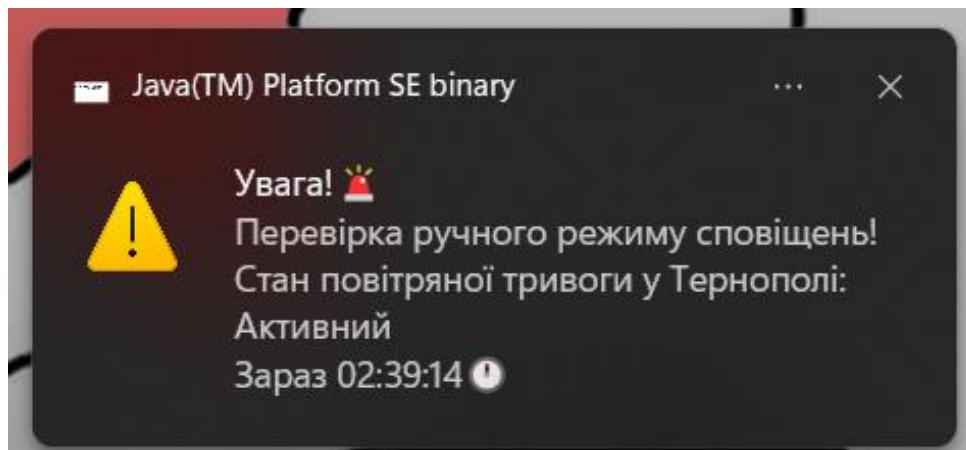 Java(TM) Platform SE binary
Увага! 🚨
Перевірка ручного режиму сповіщень!
Стан повітряної тривоги у Тернополі:
Активний
Зараз 02:39:14 🕛